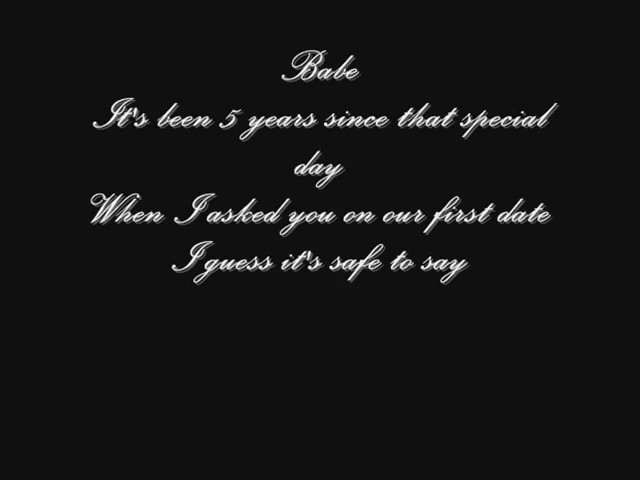 Babe
It's been 5 years since that special
day
When I asked you on our first date
I guess it's safe to say